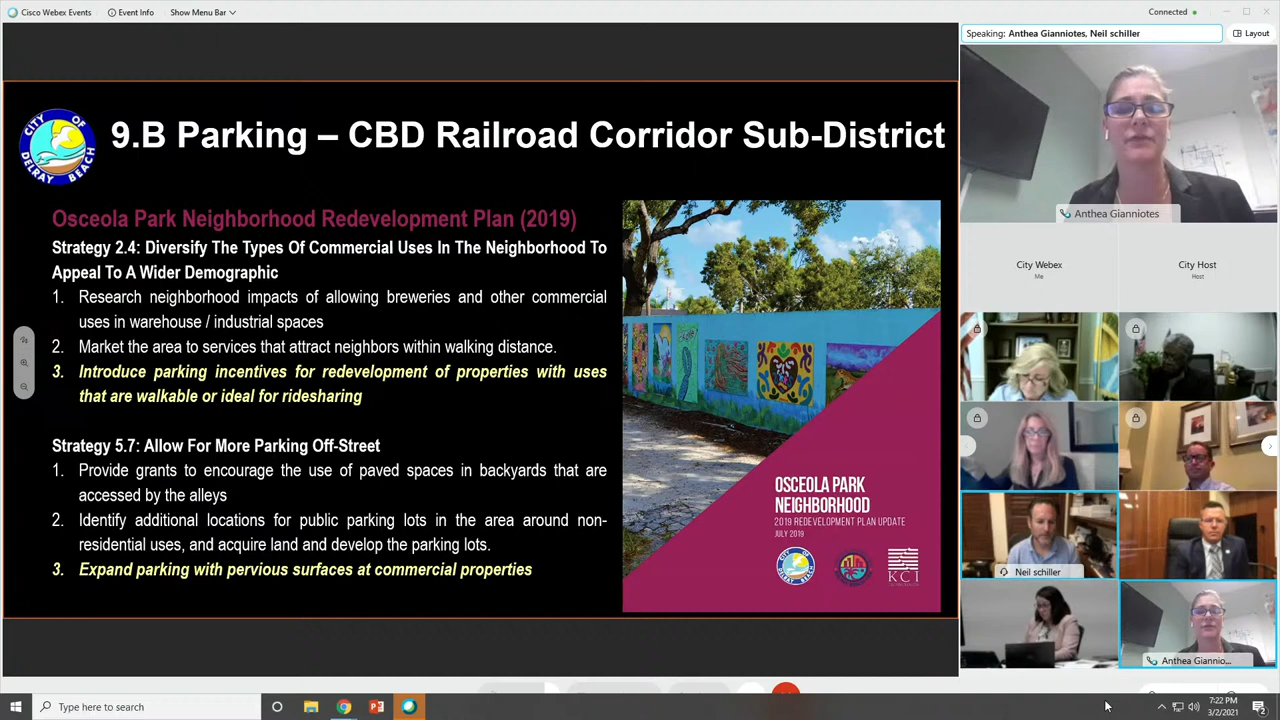 Cisco Webex Events
Event Info
Show Menu Bar
Connected
Speaking: Anthea Gianniotes, Neil schiller
Layout
CITY OF
DELRAY BEACH
9.B Parking – CBD Railroad Corridor Sub-District
Osceola Park Neighborhood Redevelopment Plan (2019)
Strategy 2.4: Diversify The Types Of Commercial Uses In The Neighborhood To
Appeal To A Wider Demographic
1. Research neighborhood impacts of allowing breweries and other commercial
uses in warehouse / industrial spaces
2. Market the area to services that attract neighbors within walking distance.
3. Introduce parking incentives for redevelopment of properties with uses
that are walkable or ideal for ridesharing
Strategy 5.7: Allow For More Parking Off-Street
1. Provide grants to encourage the use of paved spaces in backyards that are
accessed by the alleys
2. Identify additional locations for public parking lots in the area around non-
residential uses, and acquire land and develop the parking lots.
3. Expand parking with pervious surfaces at commercial properties
OSCEOLA PARK
NEIGHBORHOOD
2019 REDEVELOPMENT PLAN UPDATE
JULY 2019
KCI
Anthea Gianniotes
City Webex
Me
City Host
Host
Neil schiller
Anthea Giannio...
Type here to search
7:22 PM
3/2/2021
2